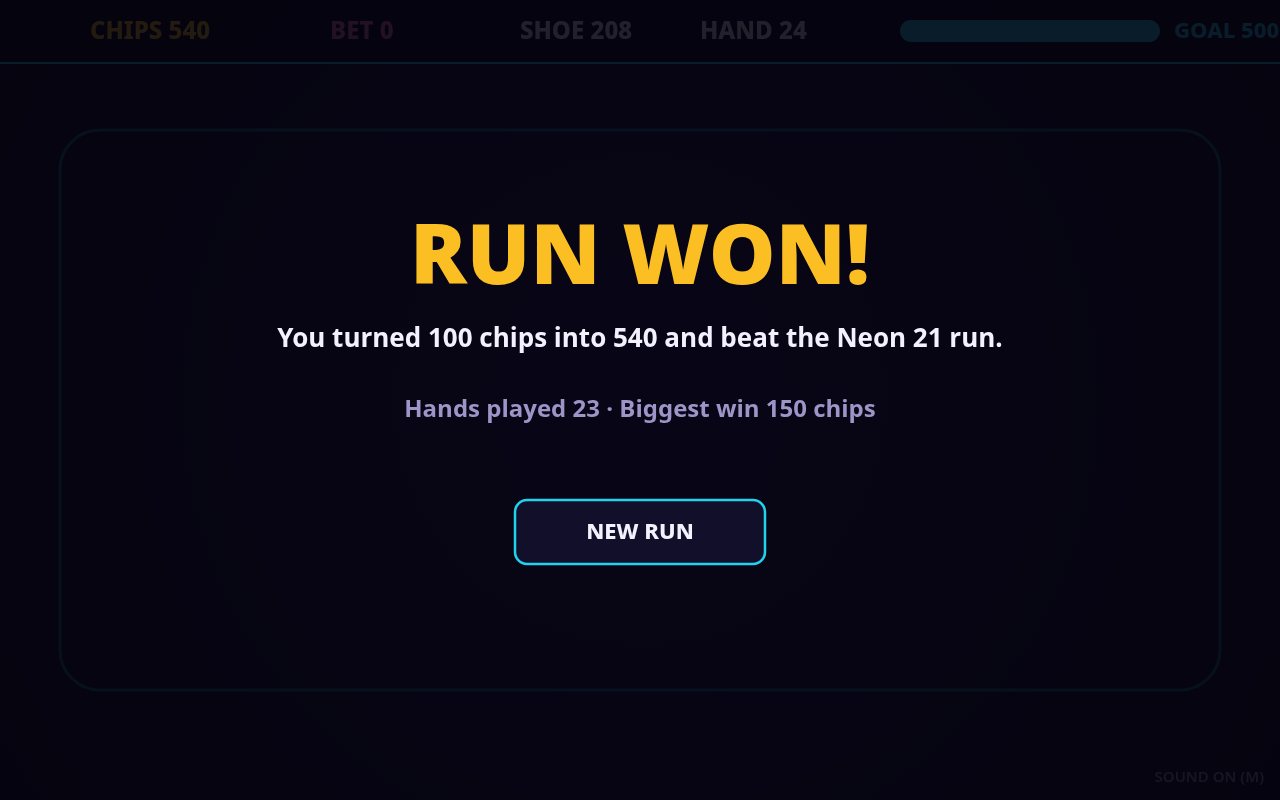 CHIPS 540 BET 0 SHOE 208 HAND 24 GOAL 500
RUN WON!
You turned 100 chips into 540 and beat the Neon 21 run.
Hands played 23 · Biggest win 150 chips
NEW RUN
SOUND ON (M)